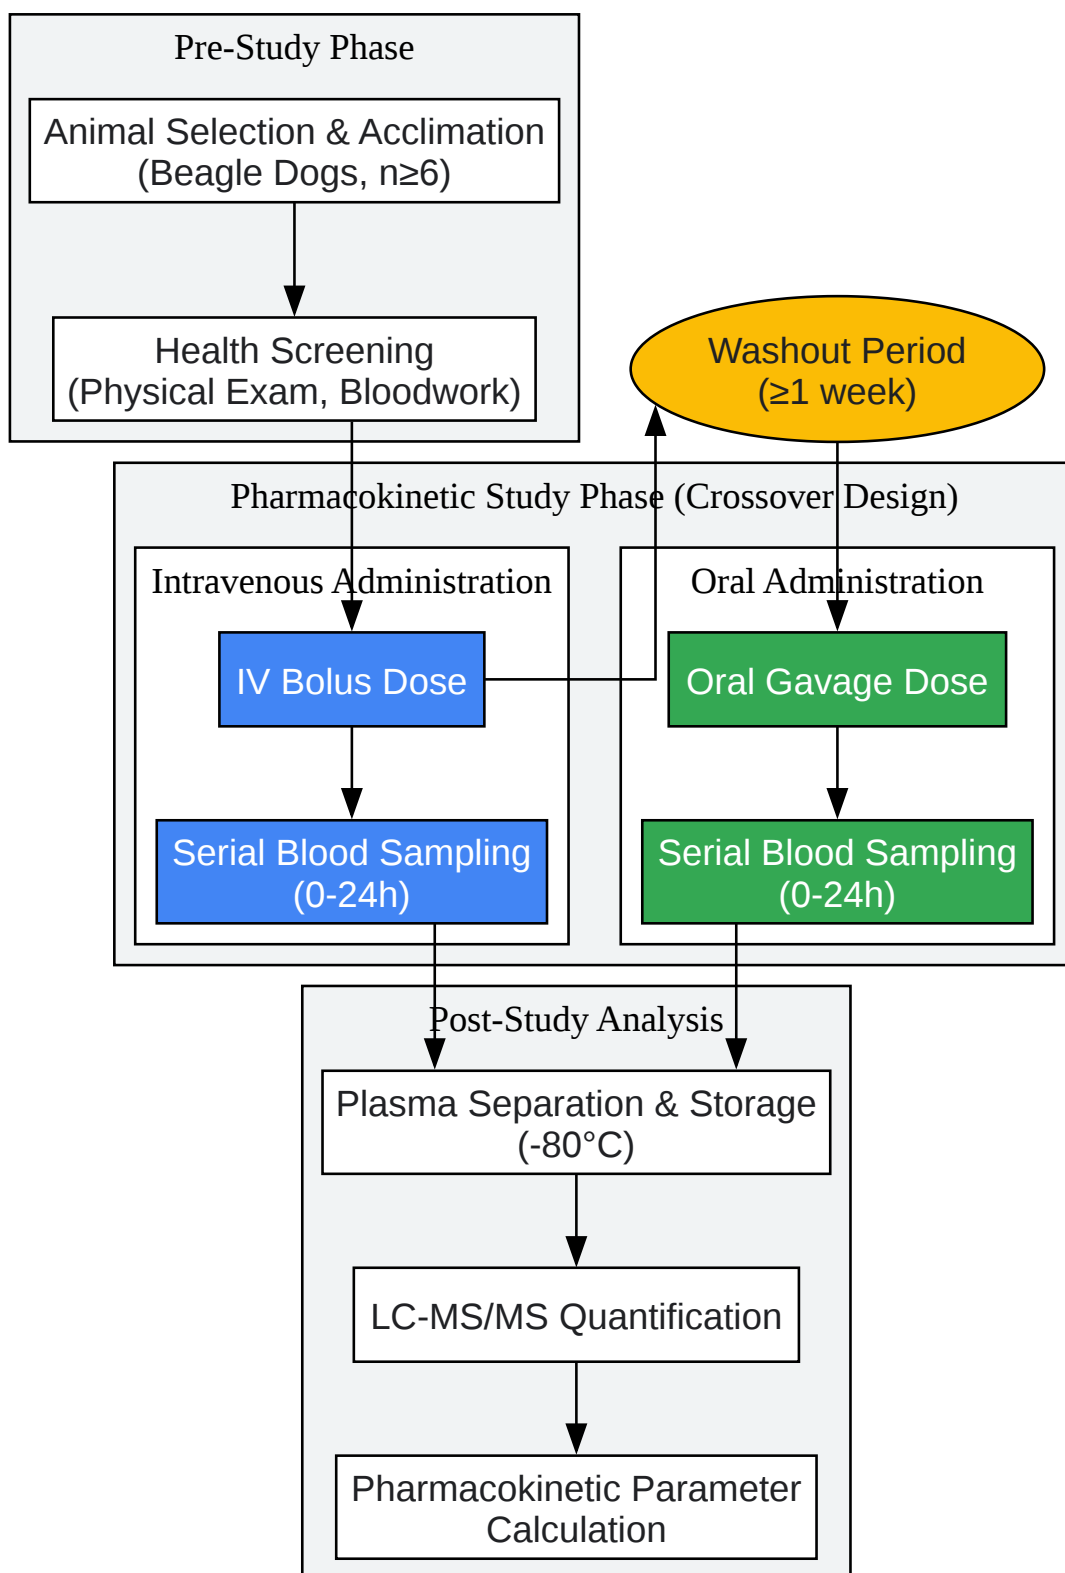 Pre-Study Phase
Animal Selection & Acclimation
(Beagle Dogs, n≥6)
Health Screening
(Physical Exam, Bloodwork)
Washout Period
(≥1 week)
Pharmacokinetic Study Phase (Crossover Design)
Intravenous Administration
IV Bolus Dose
Serial Blood Sampling
(0-24h)
Oral Administration
Oral Gavage Dose
Serial Blood Sampling
(0-24h)
Post-Study Analysis
Plasma Separation & Storage
(-80°C)
LC-MS/MS Quantification
Pharmacokinetic Parameter
Calculation